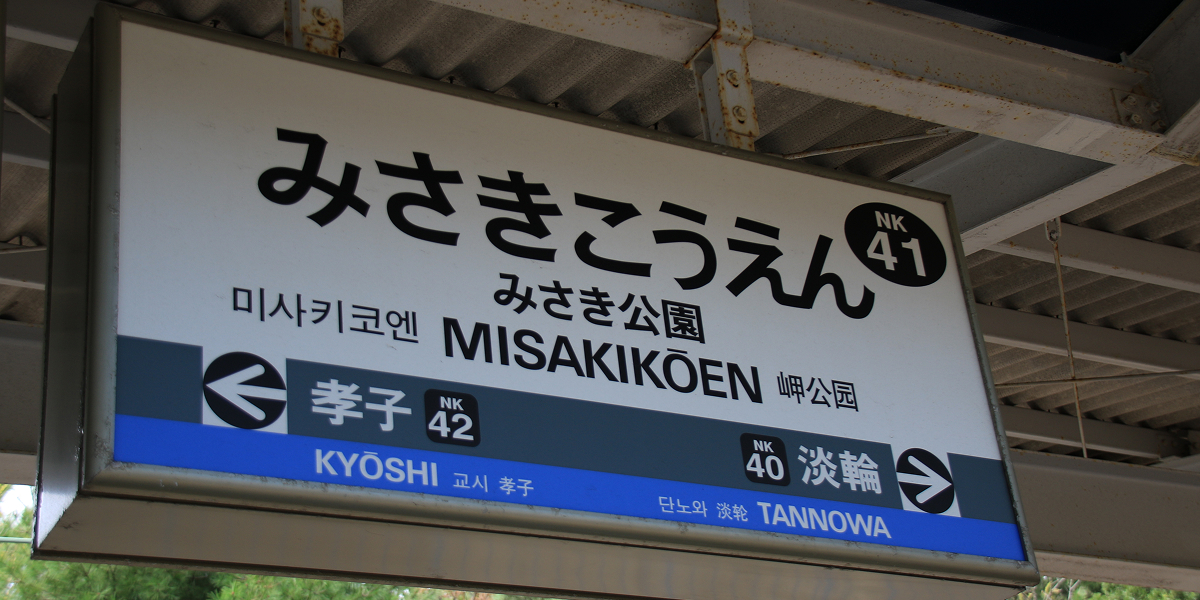 みさきこうえん NK 41
みさき公園
미사키코엔 MISAKIKŌEN 岬公园
孝子 NK 42 NK 40 淡輪
KYŌSHI 교시 孝子 단노와 淡轮 TANNOWA